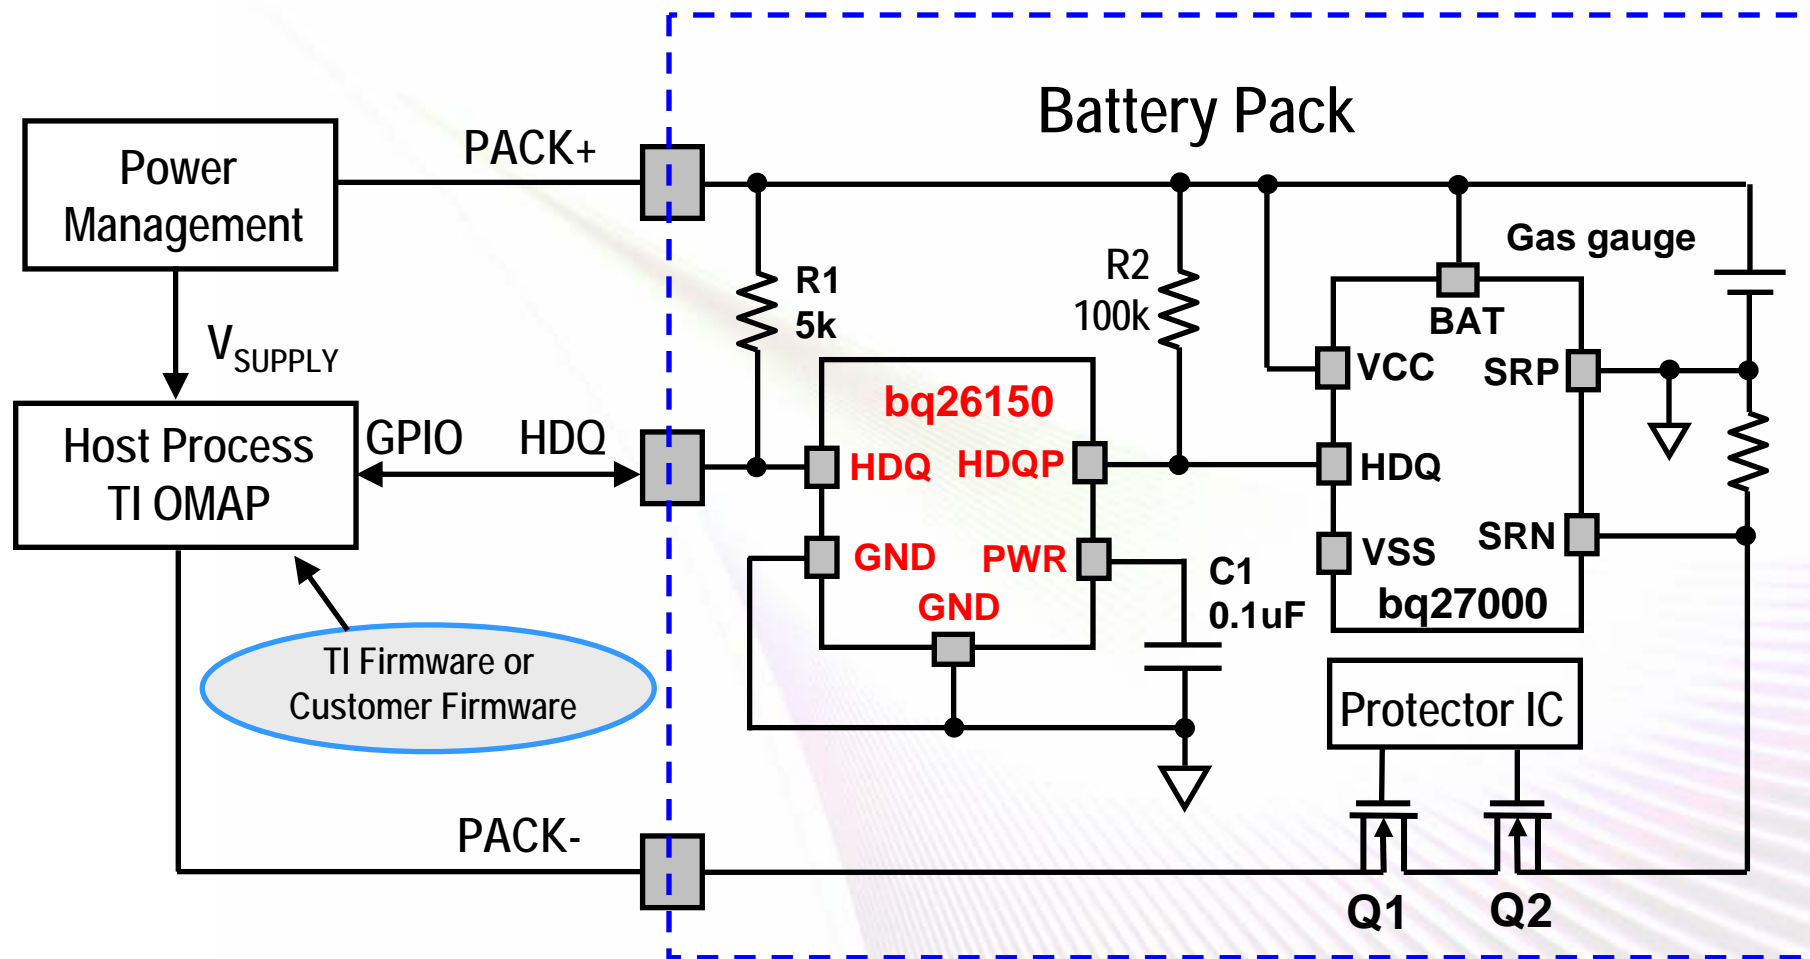 Battery Pack
PACK+
Power
Management
Gas gauge
R1
5k
R2
100k
BAT
V_SUPPLY
VCC
SRP
bq26150
GPIO
HDQ
Host Process
TI OMAP
HDQ
HDQP
HDQ
GND
PWR
GND
C1
0.1uF
VSS
SRN
bq27000
TI Firmware or
Customer Firmware
Protector IC
PACK-
Q1
Q2